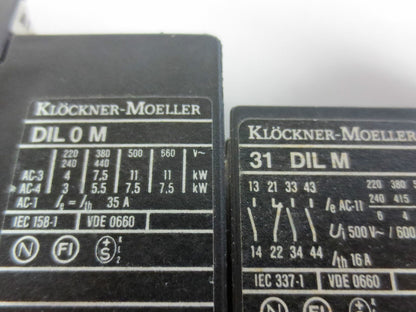 KLÖCKNER-MOELLER
DIL 0 M
220 380 500 660 V~
240 440
AC-3 4 7.5 11 11 kW
AC-4 3 5.5 7.5 7.5 kW
AC-1 Ie = Ith 35 A
IEC 158-1 VDE 0660
N FI S
KLÖCKNER-MOELLER
31 DIL M
13 21 33 43
14 22 34 44
Ie AC-11
220 380
240 415
6 4
Ui 500 V~ / 600
Ith 16 A
IEC 337-1 VDE 0660
N FI S